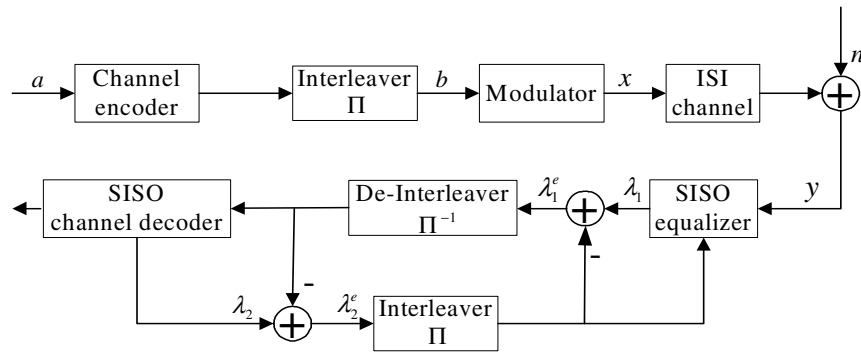 a
Channel
encoder
Interleaver
Π
b
Modulator
x
ISI
channel
n
+
SISO
channel decoder
De-Interleaver
Π⁻¹
λ₁ᵉ
+
λ₁
SISO
equalizer
y
-
-
λ₂
+
λ₂ᵉ
Interleaver
Π